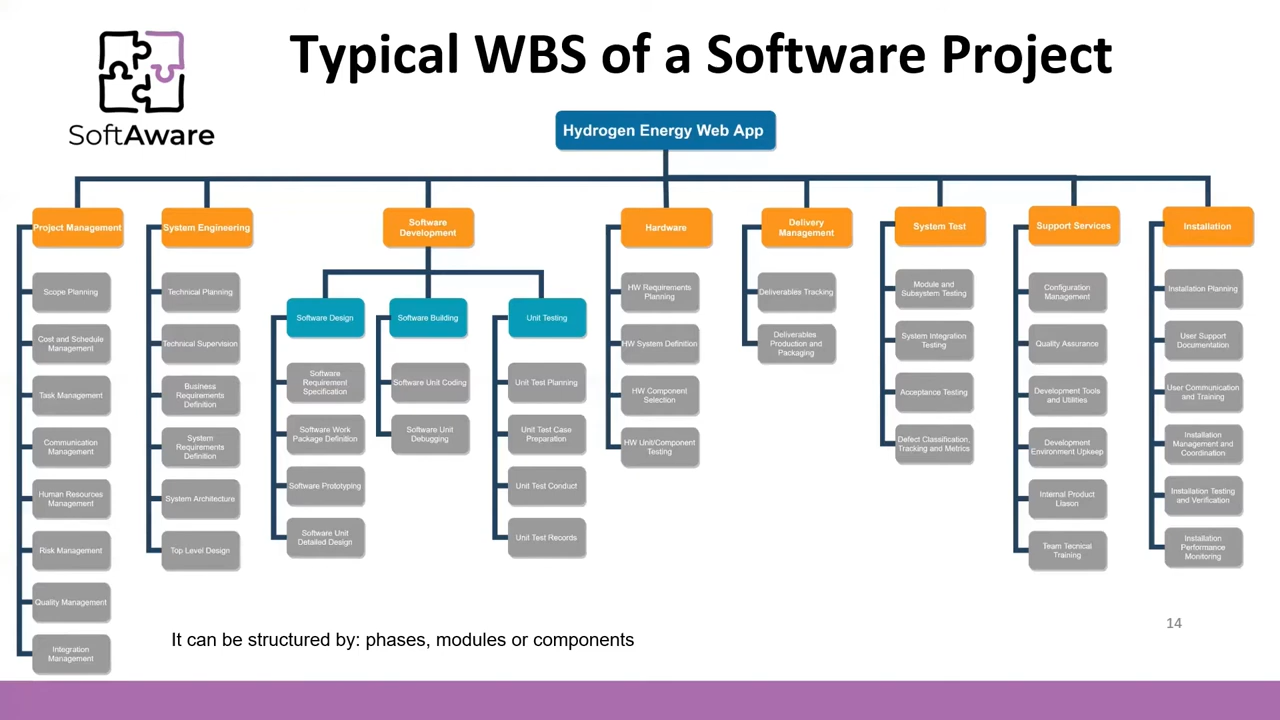 Typical WBS of a Software Project
SoftAware
Hydrogen Energy Web App
Project Management
Scope Planning
Cost and Schedule
Management
Task Management
Communication
Management
Human Resources
Management
Risk Management
Quality Management
Integration
Management
System Engineering
Technical Planning
Technical Supervision
Business
Requirements
Definition
System
Requirements
Definition
System Architecture
Top Level Design
Software
Development
Software Design
Software
Requirement
Specification
Software Work
Package Definition
Software Prototyping
Software Unit
Detailed Design
Software Building
Software Unit Coding
Software Unit
Debugging
Unit Testing
Unit Test Planning
Unit Test Case
Preparation
Unit Test Conduct
Unit Test Records
Hardware
HW Requirements
Planning
HW System Definition
HW Component
Selection
HW Unit/Component
Testing
Delivery
Management
Deliverables Tracking
Deliverables
Production and
Packaging
System Test
Module and
Subsystem Testing
System Integration
Testing
Acceptance Testing
Defect Classification,
Tracking and Metrics
Support Services
Configuration
Management
Quality Assurance
Development Tools
and Utilities
Development
Environment Upkeep
Internal Product
Liason
Team Tecnical
Training
Installation
Installation Planning
User Support
Documentation
User Communication
and Training
Installation
Management and
Coordination
Installation Testing
and Verification
Installation
Performance
Monitoring
It can be structured by: phases, modules or components
14